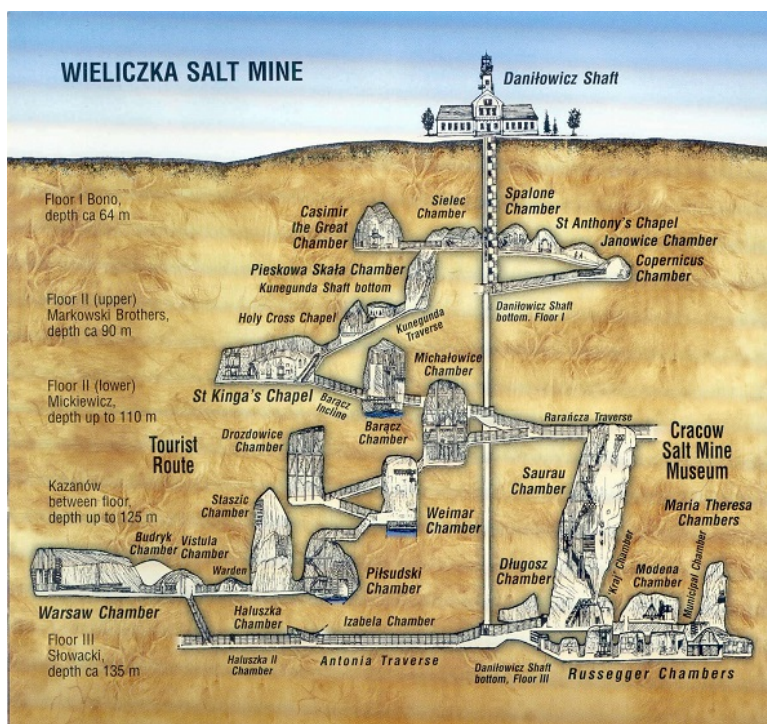 WIELICZKA SALT MINE
Daniłowicz Shaft
Floor I Bono,
depth ca 64 m
Casimir
the Great
Chamber
Sielec
Chamber
Spalone
Chamber
St Anthony's Chapel
Janowice Chamber
Copernicus
Chamber
Pieskowa Skała Chamber
Kunegunda Shaft bottom
Daniłowicz Shaft
bottom. Floor I
Floor II (upper)
Markowski Brothers,
depth ca 90 m
Holy Cross Chapel
Kunegunda
Traverse
Michałowice
Chamber
Floor II (lower)
Mickiewicz,
depth up to 110 m
St Kinga's Chapel
Barącz
Incline
Barącz
Chamber
Rarańcza Traverse
Drozdowice
Chamber
Tourist
Route
Cracow
Salt Mine
Museum
Saurau
Chamber
Kazanów
between floor,
depth up to 125 m
Staszic
Chamber
Weimar
Chamber
Maria Theresa
Chambers
Budryk
Chamber
Vistula
Chamber
Warden
Piłsudski
Chamber
Długosz
Chamber
'Kraj' Chamber
Modena
Chamber
Municipal Chamber
Warsaw Chamber
Haluszka
Chamber
Izabela Chamber
Floor III
Słowacki,
depth ca 135 m
Haluszka II
Chamber
Antonia Traverse
Daniłowicz Shaft
bottom, Floor III
Russegger Chambers